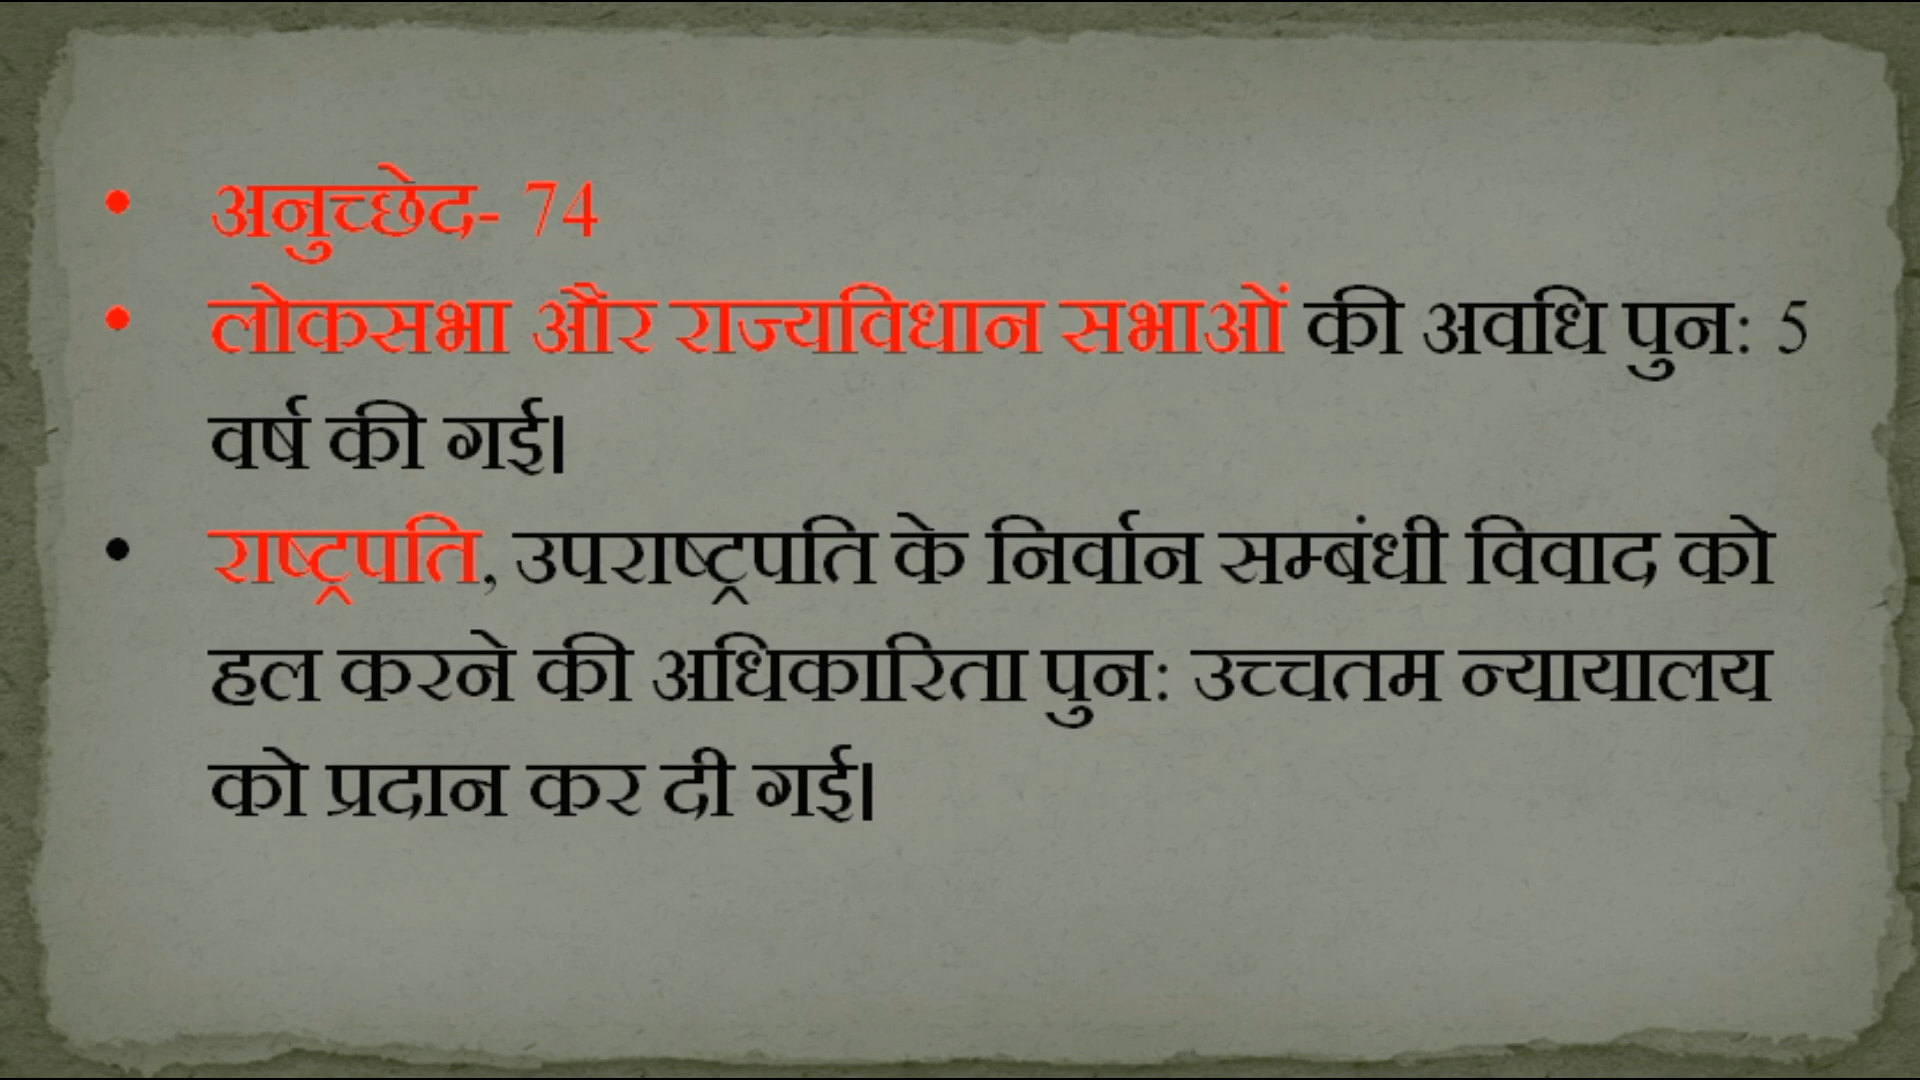 • अनुच्छेद- 74
• लोकसभा और राज्यविधान सभाओं की अवधि पुन: 5
वर्ष की गई।
• राष्ट्रपति, उपराष्ट्रपति के निर्वान सम्बंधी विवाद को
हल करने की अधिकारिता पुन: उच्चतम न्यायालय
को प्रदान कर दी गई।